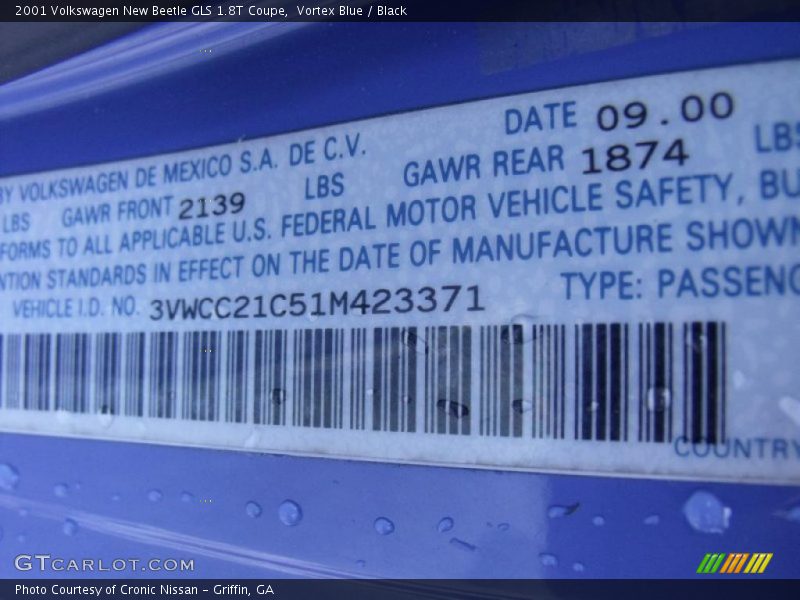 2001 Volkswagen New Beetle GLS 1.8T Coupe, Vortex Blue / Black
DATE 09.00
BY VOLKSWAGEN DE MEXICO S.A. DE C.V.
LBS GAWR FRONT 2139 LBS GAWR REAR 1874 LBS
FORMS TO ALL APPLICABLE U.S. FEDERAL MOTOR VEHICLE SAFETY, BU
NTION STANDARDS IN EFFECT ON THE DATE OF MANUFACTURE SHOWN
VEHICLE I.D. NO. 3VWCC21C51M423371 TYPE: PASSENG
COUNTRY
GTCARLOT.COM
Photo Courtesy of Cronic Nissan - Griffin, GA